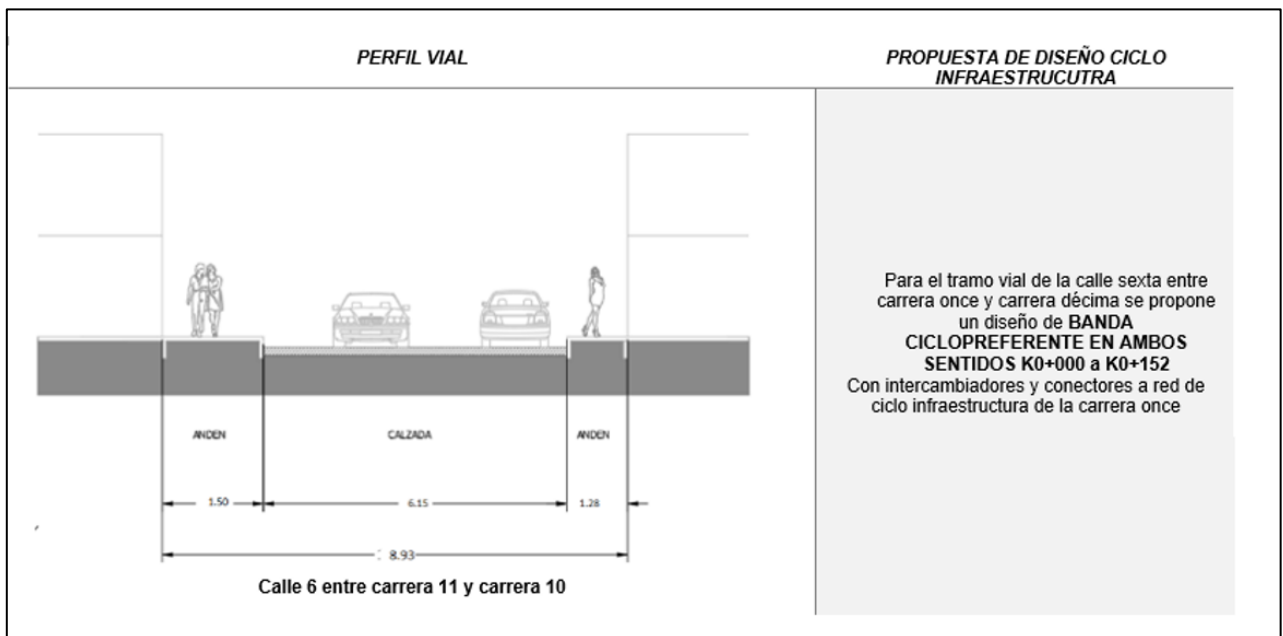 PERFIL VIAL
PROPUESTA DE DISEÑO CICLO
INFRAESTRUCUTRA
Para el tramo vial de la calle sexta entre
carrera once y carrera décima se propone
un diseño de BANDA
CICLOPREFERENTE EN AMBOS
SENTIDOS K0+000 a K0+152
Con intercambiadores y conectores a red de
ciclo infraestructura de la carrera once
ANDEN
CALZADA
ANDEN
1.50
6.15
1.28
8.93
Calle 6 entre carrera 11 y carrera 10